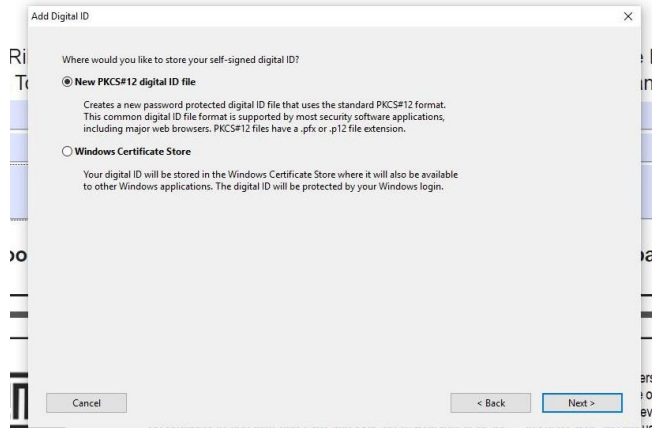 Add Digital ID
Where would you like to store your self-signed digital ID?
New PKCS#12 digital ID file
Creates a new password protected digital ID file that uses the standard PKCS#12 format.
This common digital ID file format is supported by most security software applications,
including major web browsers. PKCS#12 files have a .pfx or .p12 file extension.
Windows Certificate Store
Your digital ID will be stored in the Windows Certificate Store where it will also be available
to other Windows applications. The digital ID will be protected by your Windows login.
Cancel
< Back
Next >